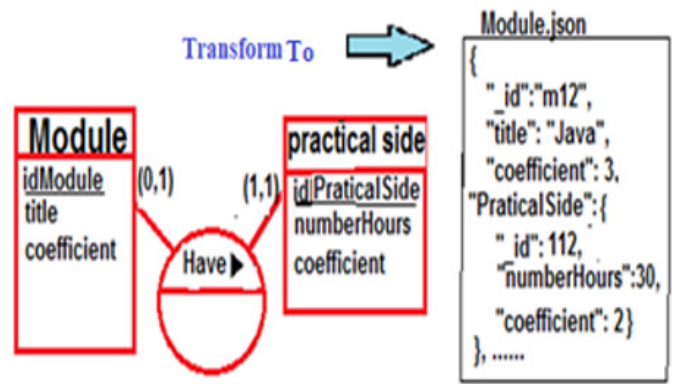 Transform To
Module
idModule
title
coefficient
(0,1)
Have
(1,1)
practical side
idPraticalSide
numberHours
coefficient
Module.json
{
"_id":"m12",
"title": "Java",
"coefficient": 3,
"PraticalSide":{
"_id": 112,
"numberHours":30,
"coefficient": 2}
}, ......